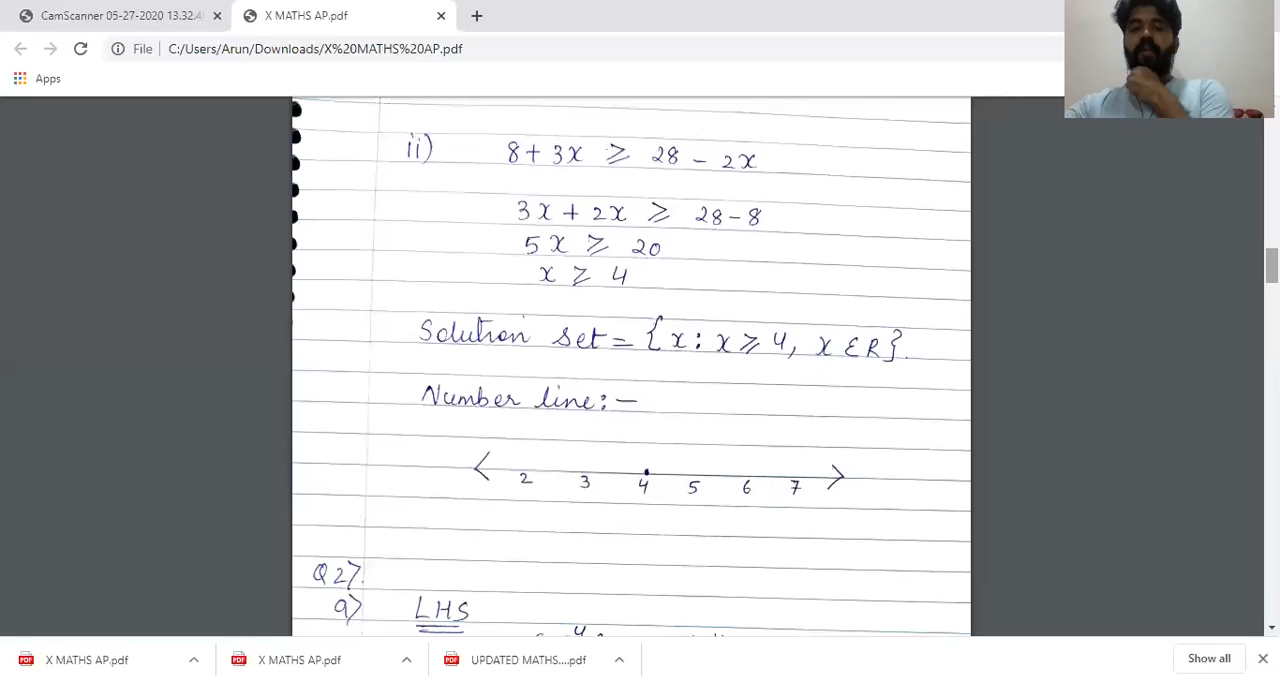 CamScanner 05-27-2020 13.32.4
X MATHS AP.pdf
File
C:/Users/Arun/Downloads/X%20MATHS%20AP.pdf
Apps
ii) 8 + 3x ≥ 28 - 2x
3x + 2x ≥ 28 - 8
5x ≥ 20
x ≥ 4
Solution set = {x : x ≥ 4, x ε R}.
Number line :—
2 3 4 5 6 7
Q 27.
a) LHS
X MATHS AP.pdf
X MATHS AP.pdf
UPDATED MATHS....pdf
Show all